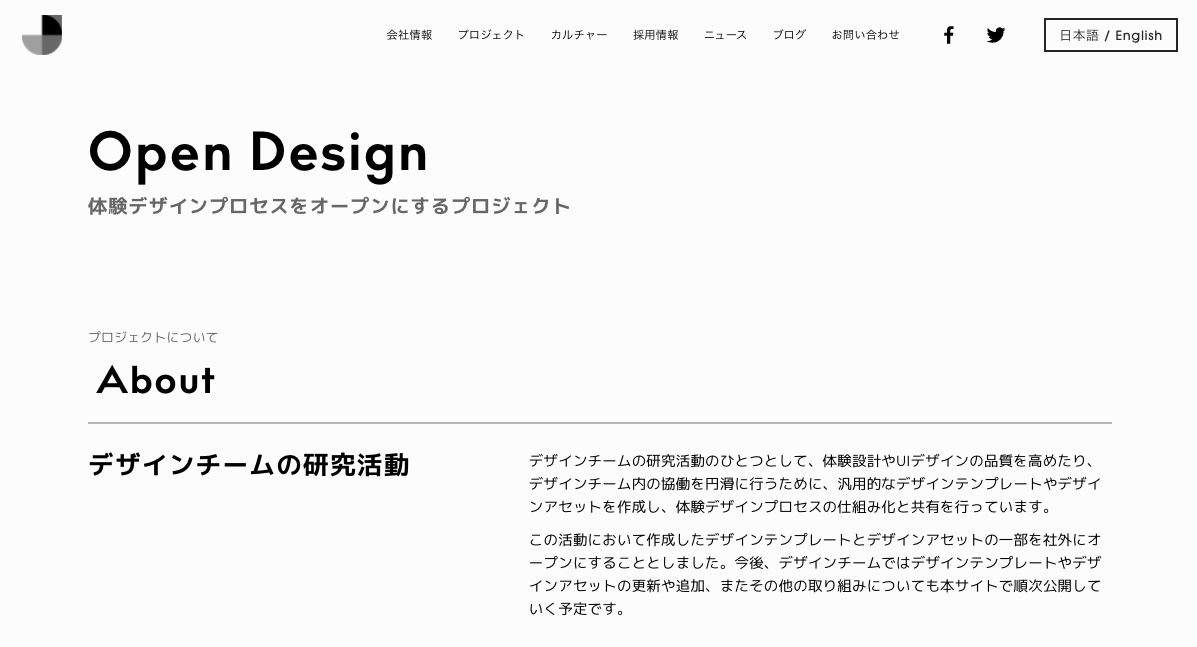 会社情報 プロジェクト カルチャー 採用情報 ニュース ブログ お問い合わせ 日本語 / English
Open Design
体験デザインプロセスをオープンにするプロジェクト
プロジェクトについて
About
デザインチームの研究活動
デザインチームの研究活動のひとつとして、体験設計やUIデザインの品質を高めたり、
デザインチーム内の協働を円滑に行うために、汎用的なデザインテンプレートやデザイ
ンアセットを作成し、体験デザインプロセスの仕組み化と共有を行っています。
この活動において作成したデザインテンプレートとデザインアセットの一部を社外にオ
ープンにすることとしました。今後、デザインチームではデザインテンプレートやデザ
インアセットの更新や追加、またその他の取り組みについても本サイトで順次公開して
いく予定です。